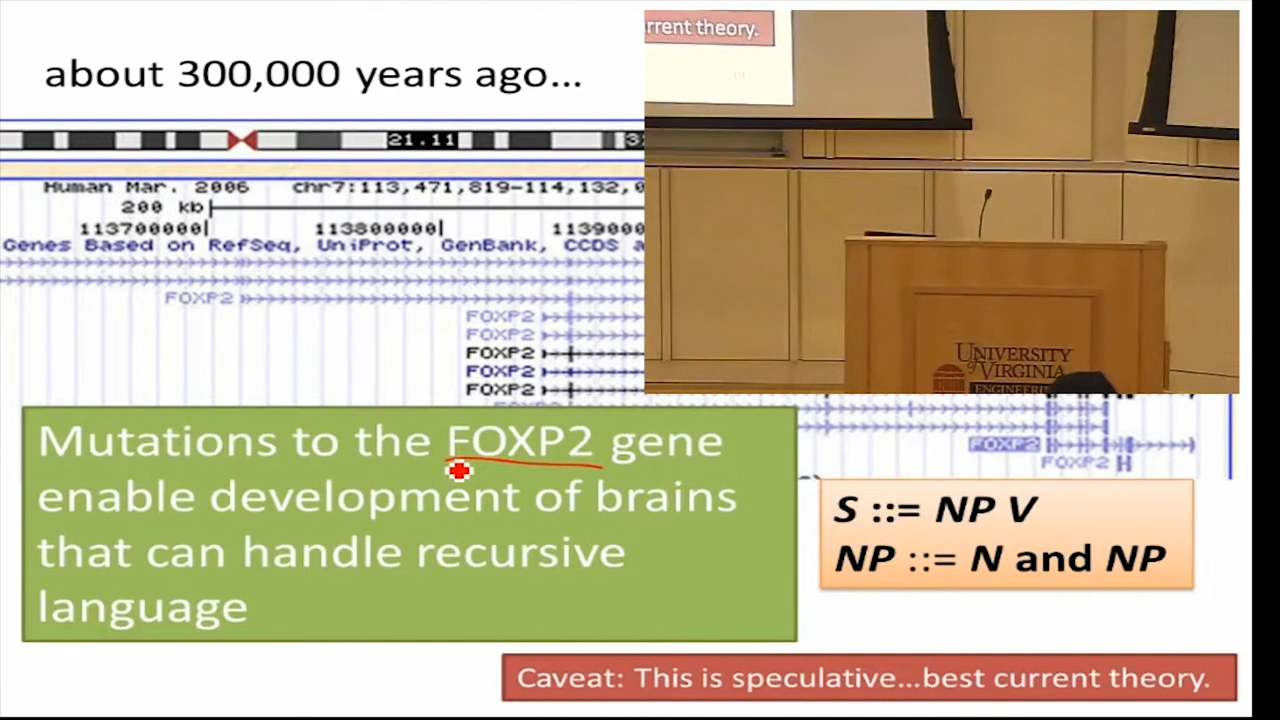 about 300,000 years ago...
rrent theory.
21.11
Human Mar. 2006 chr7:113,471,819-114,132,0
200 kb
113700000 113800000 1139000
Genes Based on RefSeq, UniProt, GenBank, CCDS a
FOXP2
FOXP2
FOXP2
FOXP2
FOXP2
FOXP2
UNIVERSITY
of VIRGINIA
FOXP2
FOXP2
Mutations to the FOXP2 gene
enable development of brains
that can handle recursive
language
S ::= NP V
NP ::= N and NP
Caveat: This is speculative...best current theory.